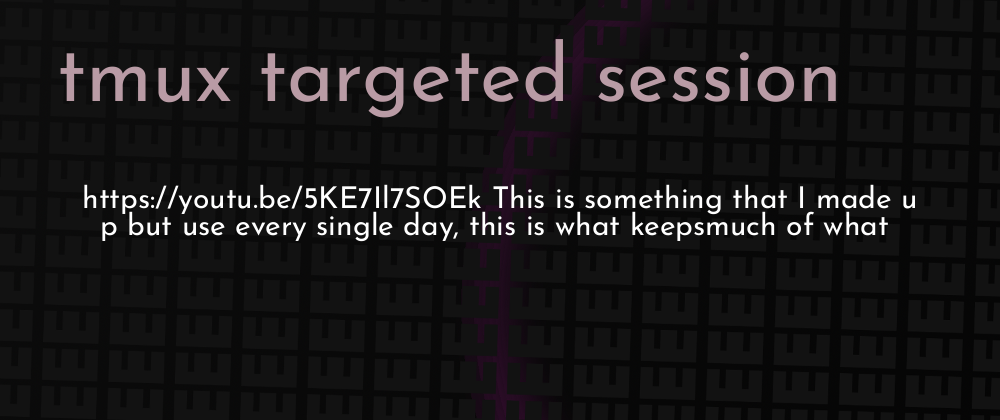 tmux targeted session
https://youtu.be/5KE7Il7SOEk This is something that I made u
p but use every single day, this is what keepsmuch of what